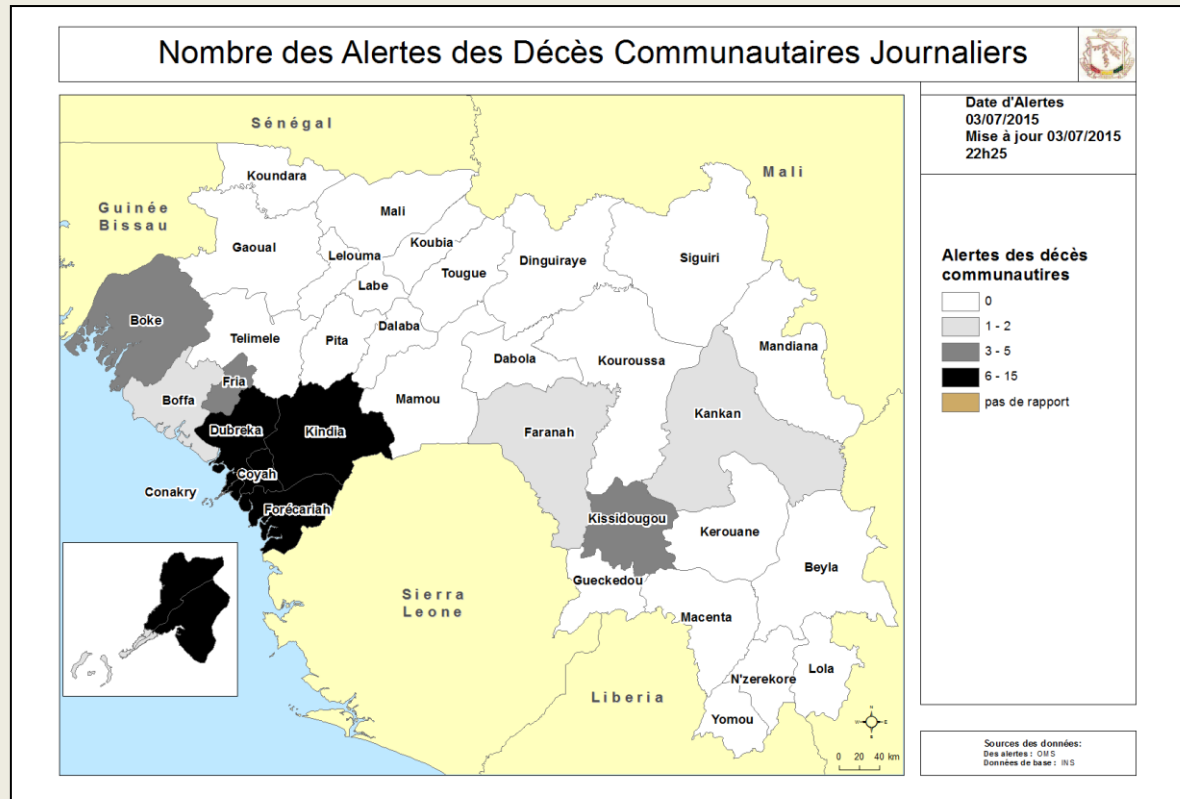 Nombre des Alertes des Décès Communautaires Journaliers
Date d'Alertes
03/07/2015
Mise à jour 03/07/2015
22h25
Alertes des décès
communautires
0
1 - 2
3 - 5
6 - 15
pas de rapport
Sénégal
Mali
Guinée
Bissau
Koundara
Mali
Gaoual
Koubia
Lelouma
Dinguiraye
Siguiri
Tougue
Labe
Boke
Dalaba
Telimele
Pita
Mandiana
Dabola
Kouroussa
Fria
Boffa
Mamou
Kankan
Dubreka
Kindia
Faranah
Coyah
Conakry
Forécariah
Kissidougou
Kerouane
Beyla
Gueckedou
Sierra
Leone
Macenta
Lola
N'zerekore
Liberia
Yomou
N
W
E
S
0 20 40 km
Sources des données:
Des alertes : OMS
Données de base : INS